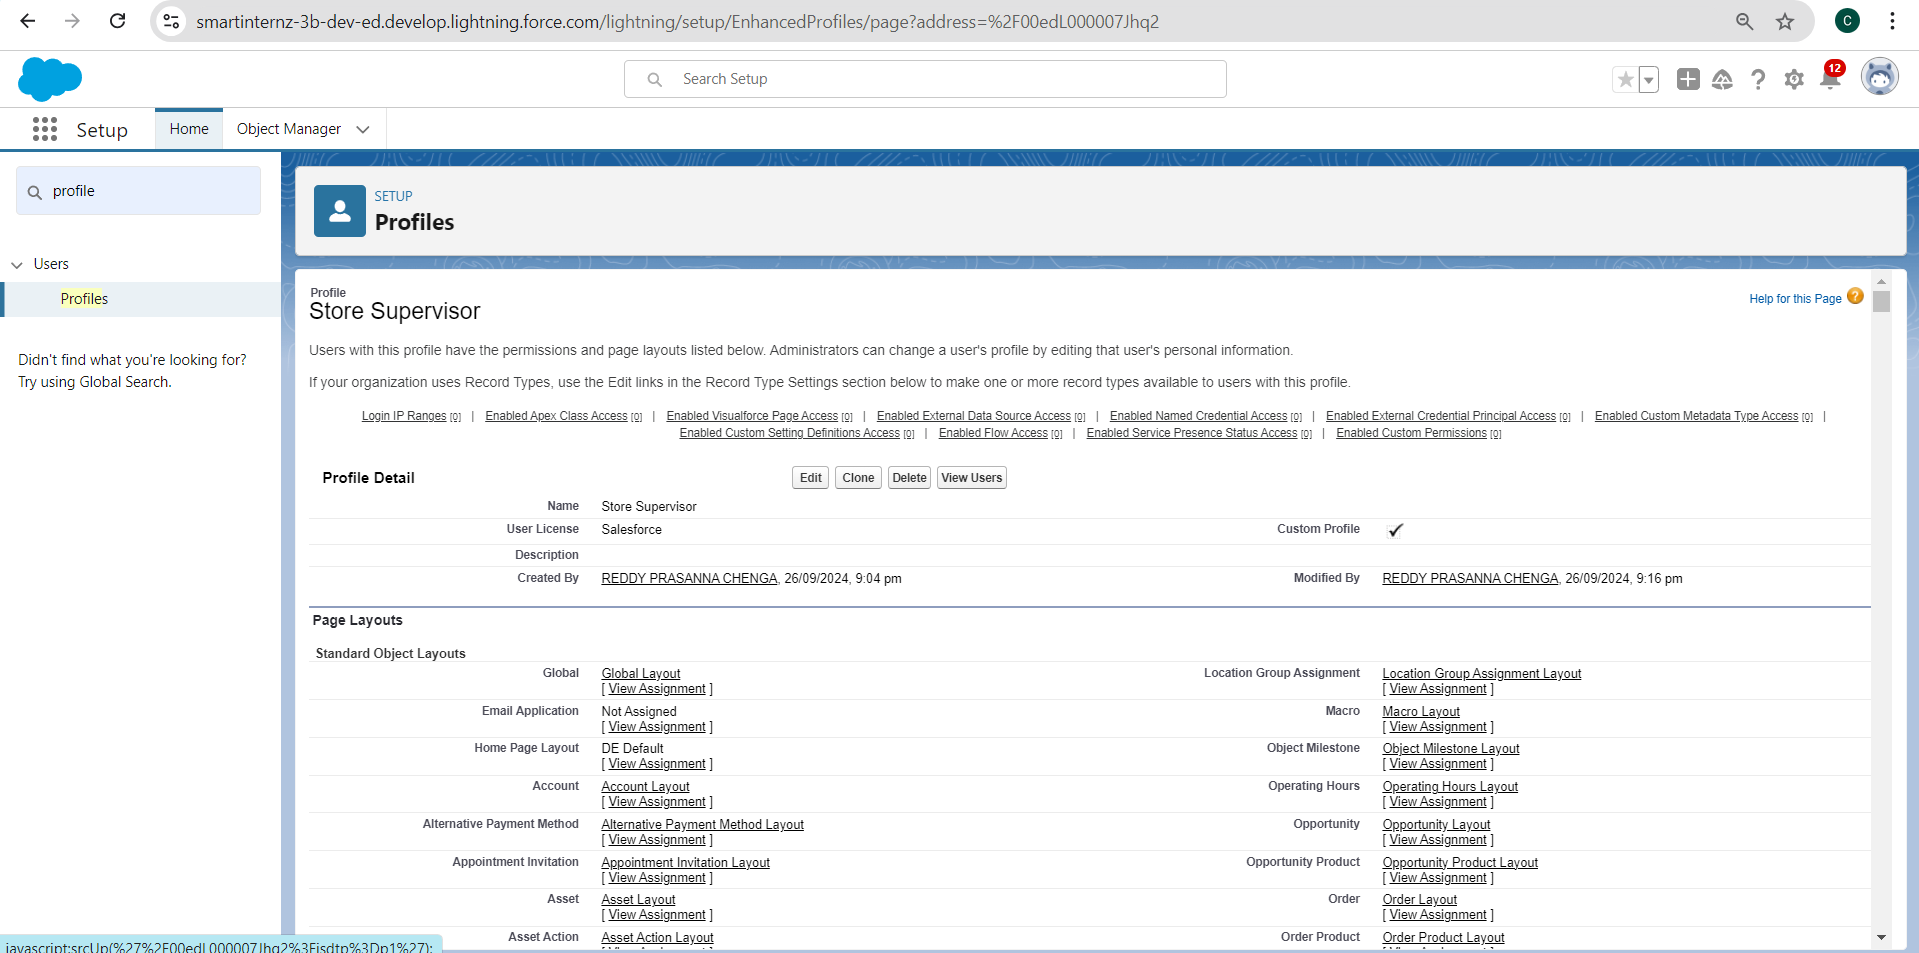 smartinternz-3b-dev-ed.develop.lightning.force.com/lightning/setup/EnhancedProfiles/page?address=%2F00edL000007Jhq2
C
Search Setup
12
Setup
Home
Object Manager
profile
Users
Profiles
Didn't find what you're looking for?
Try using Global Search.
SETUP
Profiles
Profile
Store Supervisor
Help for this Page ?
Users with this profile have the permissions and page layouts listed below. Administrators can change a user's profile by editing that user's personal information.
If your organization uses Record Types, use the Edit links in the Record Type Settings section below to make one or more record types available to users with this profile.
Login IP Ranges [0] | Enabled Apex Class Access [0] | Enabled Visualforce Page Access [0] | Enabled External Data Source Access [0] | Enabled Named Credential Access [0] | Enabled External Credential Principal Access [0] | Enabled Custom Metadata Type Access [0] |
Enabled Custom Setting Definitions Access [0] | Enabled Flow Access [0] | Enabled Service Presence Status Access [0] | Enabled Custom Permissions [0]
Profile Detail Edit Clone Delete View Users
Name Store Supervisor
User License Salesforce Custom Profile ✓
Description
Created By REDDY PRASANNA CHENGA, 26/09/2024, 9:04 pm Modified By REDDY PRASANNA CHENGA, 26/09/2024, 9:16 pm
Page Layouts
Standard Object Layouts
Global Global Layout Location Group Assignment Location Group Assignment Layout
[ View Assignment ] [ View Assignment ]
Email Application Not Assigned Macro Macro Layout
[ View Assignment ] [ View Assignment ]
Home Page Layout DE Default Object Milestone Object Milestone Layout
[ View Assignment ] [ View Assignment ]
Account Account Layout Operating Hours Operating Hours Layout
[ View Assignment ] [ View Assignment ]
Alternative Payment Method Alternative Payment Method Layout Opportunity Opportunity Layout
[ View Assignment ] [ View Assignment ]
Appointment Invitation Appointment Invitation Layout Opportunity Product Opportunity Product Layout
[ View Assignment ] [ View Assignment ]
Asset Asset Layout Order Order Layout
[ View Assignment ] [ View Assignment ]
Asset Action Asset Action Layout Order Product Order Product Layout
javascript:srcUp(%27%2F00edL000007Jhq2%3Fisdtp%3Dp1%27);